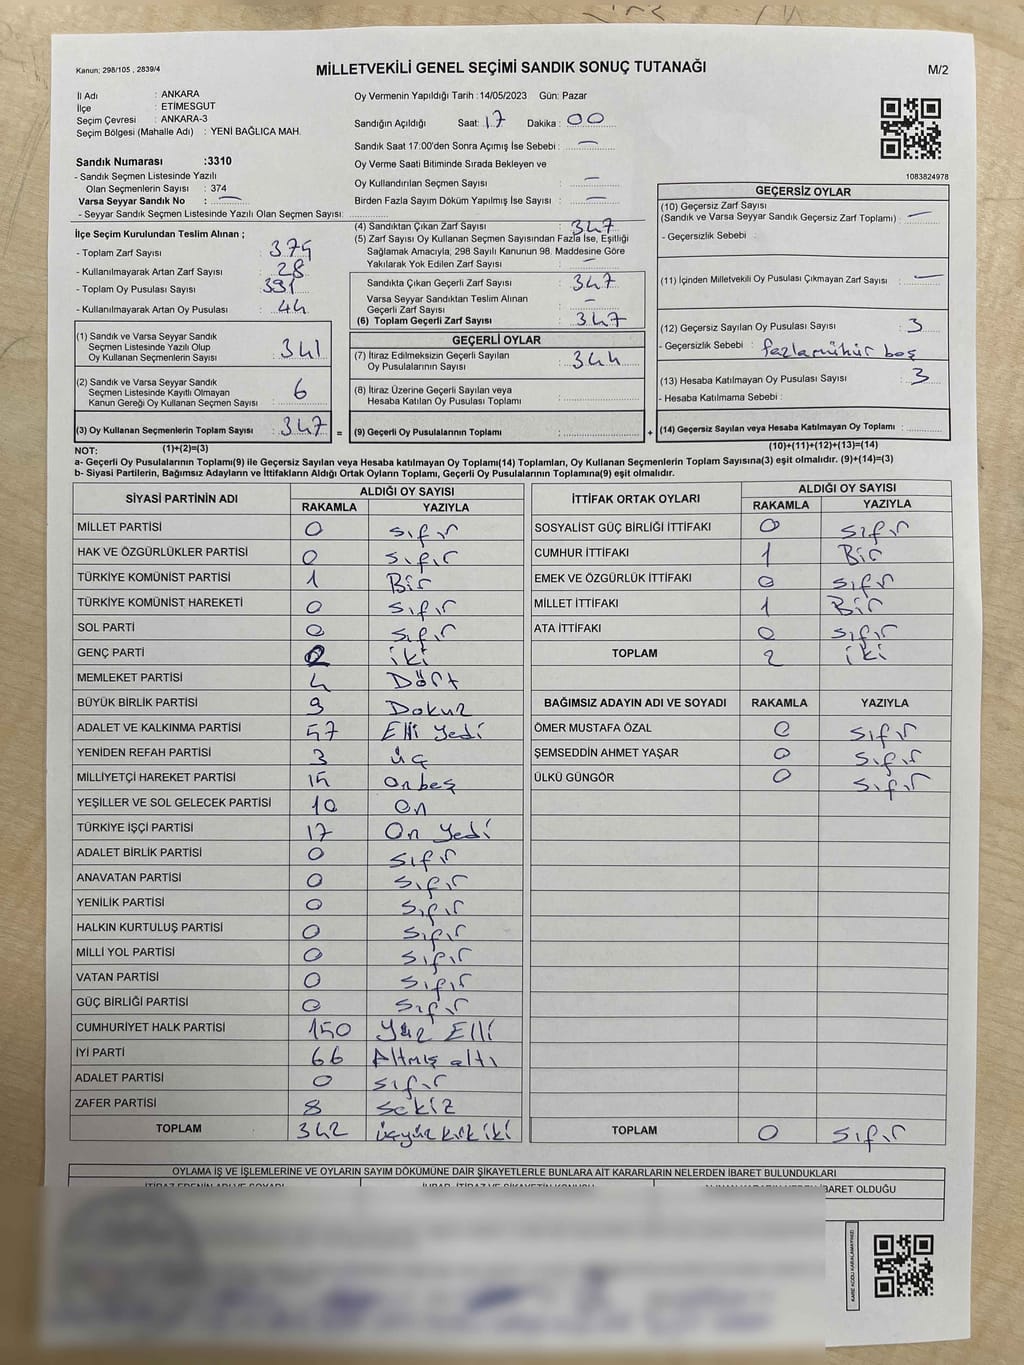 Kanun; 298/105 , 2839/4
MİLLETVEKİLİ GENEL SEÇİMİ SANDIK SONUÇ TUTANAĞI
M/2
İl Adı : ANKARA
İlçe : ETİMESGUT
Seçim Çevresi : ANKARA-3
Seçim Bölgesi (Mahalle Adı) : YENİ BAĞLICA MAH.
Sandık Numarası :3310
- Sandık Seçmen Listesinde Yazılı
Olan Seçmenlerin Sayısı : 374
Varsa Seyyar Sandık No : —
- Seyyar Sandık Seçmen Listesinde Yazılı Olan Seçmen Sayısı:
Oy Vermenin Yapıldığı Tarih :14/05/2023 Gün: Pazar
Sandığın Açıldığı Saat: 17 Dakika : 00
Sandık Saat 17:00'den Sonra Açımış İse Sebebi : —
Oy Verme Saati Bitiminde Sırada Bekleyen ve
Oy Kullandırılan Seçmen Sayısı : —
Birden Fazla Sayım Döküm Yapılmış İse Sayısı : —
1083824978
İlçe Seçim Kurulundan Teslim Alınan ;
- Toplam Zarf Sayısı : 375
- Kullanılmayarak Artan Zarf Sayısı : 28
- Toplam Oy Pusulası Sayısı : 391
- Kullanılmayarak Artan Oy Pusulası : 44
(1) Sandık ve Varsa Seyyar Sandık
Seçmen Listesinde Yazılı Olup
Oy Kullanan Seçmenlerin Sayısı : 341
(2) Sandık ve Varsa Seyyar Sandık
Seçmen Listesinde Kayıtlı Olmayan
Kanun Gereği Oy Kullanan Seçmen Sayısı : 6
(3) Oy Kullanan Seçmenlerin Toplam Sayısı : 347
(4) Sandıktan Çıkan Zarf Sayısı : 347
(5) Zarf Sayısı Oy Kullanan Seçmen Sayısından Fazla İse, Eşitliği
Sağlamak Amacıyla, 298 Sayılı Kanunun 98. Maddesine Göre
Yakılarak Yok Edilen Zarf Sayısı : —
Sandıkta Çıkan Geçerli Zarf Sayısı : 347
Varsa Seyyar Sandıktan Teslim Alınan
Geçerli Zarf Sayısı : —
(6) Toplam Geçerli Zarf Sayısı : 347
GEÇERLİ OYLAR
(7) İtiraz Edilmeksizin Geçerli Sayılan
Oy Pusulalarının Sayısı : 344
(8) İtiraz Üzerine Geçerli Sayılan veya
Hesaba Katılan Oy Pusulası Toplamı :
= (9) Geçerli Oy Pusulalarının Toplamı :
GEÇERSİZ OYLAR
(10) Geçersiz Zarf Sayısı
(Sandık ve Varsa Seyyar Sandık Geçersiz Zarf Toplamı) : —
- Geçersizlik Sebebi :
(11) İçinden Milletvekili Oy Pusulası Çıkmayan Zarf Sayısı : —
(12) Geçersiz Sayılan Oy Pusulası Sayısı : 3
- Geçersizlik Sebebi : fazla mühür boş
(13) Hesaba Katılmayan Oy Pusulası Sayısı : 3
- Hesaba Katılmama Sebebi :
+ (14) Geçersiz Sayılan veya Hesaba Katılmayan Oy Toplamı :
NOT: (1)+(2)=(3)
(10)+(11)+(12)+(13)=(14)
a- Geçerli Oy Pusulalarının Toplamı(9) ile Geçersiz Sayılan veya Hesaba katılmayan Oy Toplamı(14) Toplamları, Oy Kullanan Seçmenlerin Toplam Sayısına(3) eşit olmalıdır. (9)+(14)=(3)
b- Siyasi Partilerin, Bağımsız Adayların ve İttifakların Aldığı Ortak Oyların Toplamı, Geçerli Oy Pusulalarının Toplamına(9) eşit olmalıdır.
SİYASİ PARTİNİN ADI ALDIĞI OY SAYISI
RAKAMLA YAZIYLA
MİLLET PARTİSİ 0 sıfır
HAK VE ÖZGÜRLÜKLER PARTİSİ 0 sıfır
TÜRKİYE KOMÜNİST PARTİSİ 1 Bir
TÜRKİYE KOMÜNİST HAREKETİ 0 sıfır
SOL PARTİ 0 sıfır
GENÇ PARTİ 2 iki
MEMLEKET PARTİSİ 4 Dört
BÜYÜK BİRLİK PARTİSİ 9 Dokuz
ADALET VE KALKINMA PARTİSİ 57 Elli yedi
YENİDEN REFAH PARTİSİ 3 üç
MİLLİYETÇİ HAREKET PARTİSİ 15 onbeş
YEŞİLLER VE SOL GELECEK PARTİSİ 10 On
TÜRKİYE İŞÇİ PARTİSİ 17 On yedi
ADALET BİRLİK PARTİSİ 0 sıfır
ANAVATAN PARTİSİ 0 sıfır
YENİLİK PARTİSİ 0 sıfır
HALKIN KURTULUŞ PARTİSİ 0 sıfır
MİLLİ YOL PARTİSİ 0 sıfır
VATAN PARTİSİ 0 sıfır
GÜÇ BİRLİĞİ PARTİSİ 0 sıfır
CUMHURİYET HALK PARTİSİ 150 Yüz Elli
İYİ PARTİ 66 Altmış altı
ADALET PARTİSİ 0 sıfır
ZAFER PARTİSİ 8 sekiz
TOPLAM 342 üçyüz kırk iki
İTTİFAK ORTAK OYLARI ALDIĞI OY SAYISI
RAKAMLA YAZIYLA
SOSYALİST GÜÇ BİRLİĞİ İTTİFAKI 0 sıfır
CUMHUR İTTİFAKI 1 Bir
EMEK VE ÖZGÜRLÜK İTTİFAKI 0 sıfır
MİLLET İTTİFAKI 1 Bir
ATA İTTİFAKI 0 sıfır
TOPLAM 2 iki
BAĞIMSIZ ADAYIN ADI VE SOYADI RAKAMLA YAZIYLA
ÖMER MUSTAFA ÖZAL 0 sıfır
ŞEMSEDDİN AHMET YAŞAR 0 sıfır
ÜLKÜ GÜNGÖR 0 sıfır
TOPLAM 0 sıfır
OYLAMA İŞ VE İŞLEMLERİNE VE OYLARIN SAYIM DÖKÜMÜNE DAİR ŞİKAYETLERLE BUNLARA AİT KARARLARIN NELERDEN İBARET BULUNDUKLARI
İBARET OLDUĞU
KARE KODU KARALAMAYINIZ!